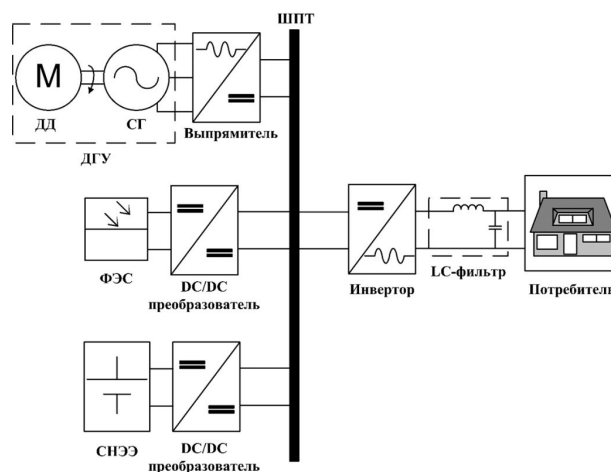 ШПТ
М
ДД
СГ
Выпрямитель
ДГУ
ФЭС
DC/DC
преобразователь
Инвертор
LC-фильтр
Потребитель
СНЭЭ
DC/DC
преобразователь